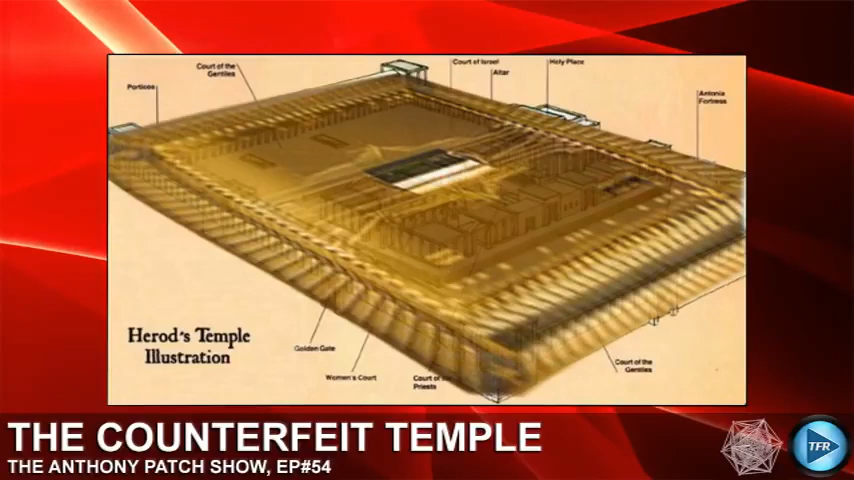 Court of the
Gentiles
Court of Israel
Holy Place
Altar
Porticos
Antonia
Fortress
Herod's Temple
Illustration
Golden Gate
Women's Court
Court of
Priests
Court of the
Gentiles
THE COUNTERFEIT TEMPLE
THE ANTHONY PATCH SHOW, EP#54
TFR